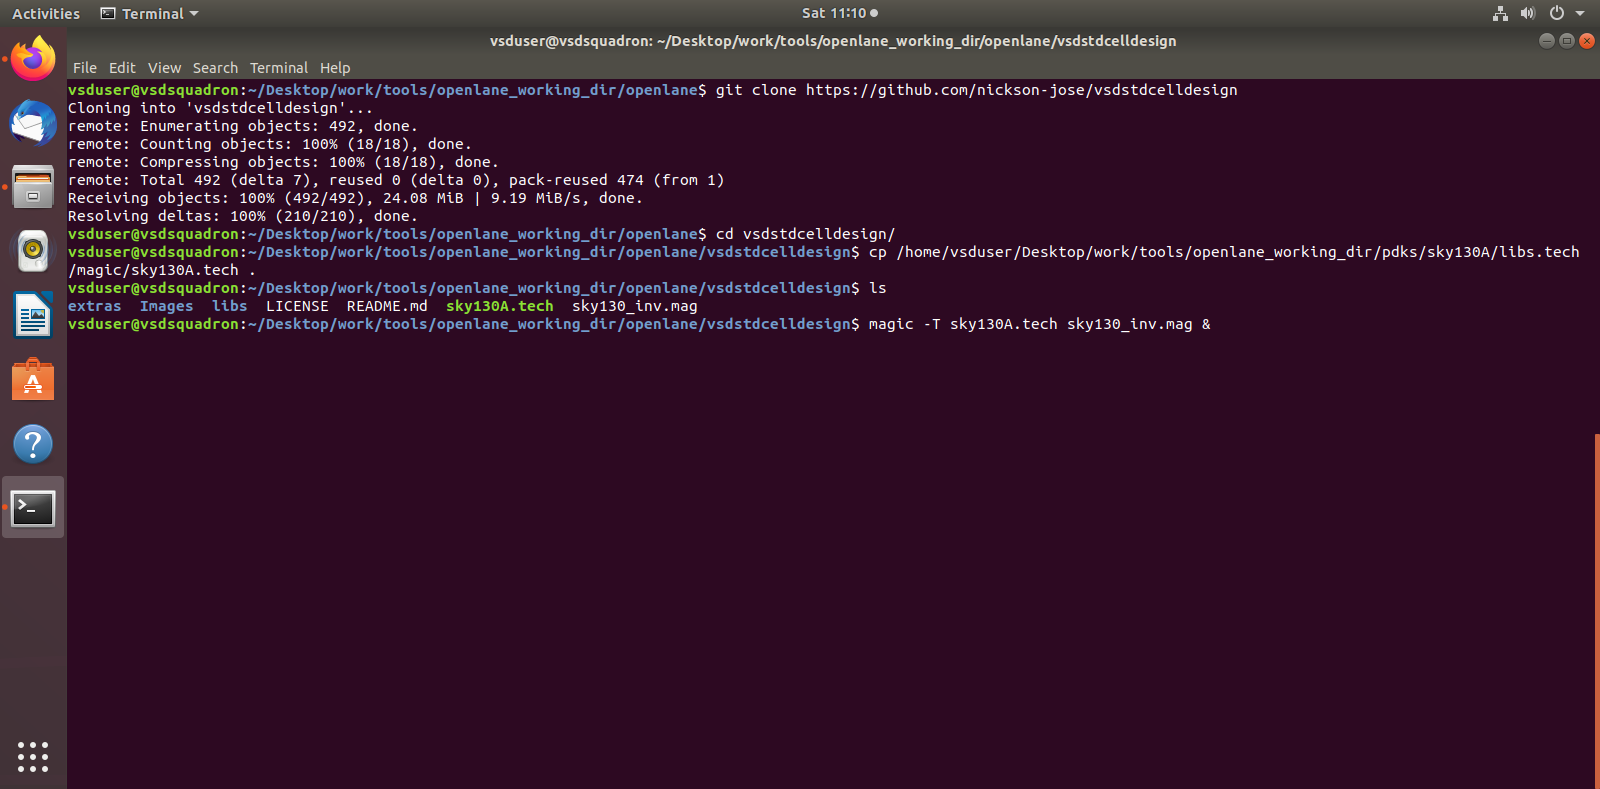 Activities Terminal Sat 11:10
vsduser@vsdsquadron: ~/Desktop/work/tools/openlane_working_dir/openlane/vsdstdcelldesign
File Edit View Search Terminal Help
vsduser@vsdsquadron:~/Desktop/work/tools/openlane_working_dir/openlane$ git clone https://github.com/nickson-jose/vsdstdcelldesign
Cloning into 'vsdstdcelldesign'...
remote: Enumerating objects: 492, done.
remote: Counting objects: 100% (18/18), done.
remote: Compressing objects: 100% (18/18), done.
remote: Total 492 (delta 7), reused 0 (delta 0), pack-reused 474 (from 1)
Receiving objects: 100% (492/492), 24.08 MiB | 9.19 MiB/s, done.
Resolving deltas: 100% (210/210), done.
vsduser@vsdsquadron:~/Desktop/work/tools/openlane_working_dir/openlane$ cd vsdstdcelldesign/
vsduser@vsdsquadron:~/Desktop/work/tools/openlane_working_dir/openlane/vsdstdcelldesign$ cp /home/vsduser/Desktop/work/tools/openlane_working_dir/pdks/sky130A/libs.tech
/magic/sky130A.tech .
vsduser@vsdsquadron:~/Desktop/work/tools/openlane_working_dir/openlane/vsdstdcelldesign$ ls
extras Images libs LICENSE README.md sky130A.tech sky130_inv.mag
vsduser@vsdsquadron:~/Desktop/work/tools/openlane_working_dir/openlane/vsdstdcelldesign$ magic -T sky130A.tech sky130_inv.mag &